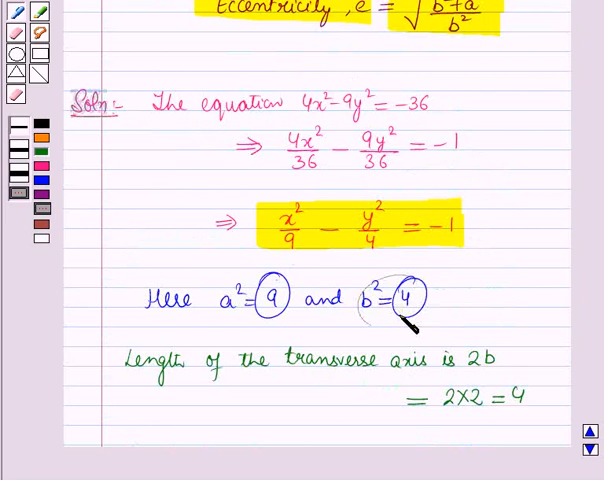 Eccentricity, e = √(b²+a / b²)
Soln:- The equation 4x²-9y² = -36
⇒ 4x²/36 - 9y²/36 = -1
⇒ x²/9 - y²/4 = -1
Here a² = 9 and b² = 4
Length of the transverse axis is 2b
= 2×2 = 4